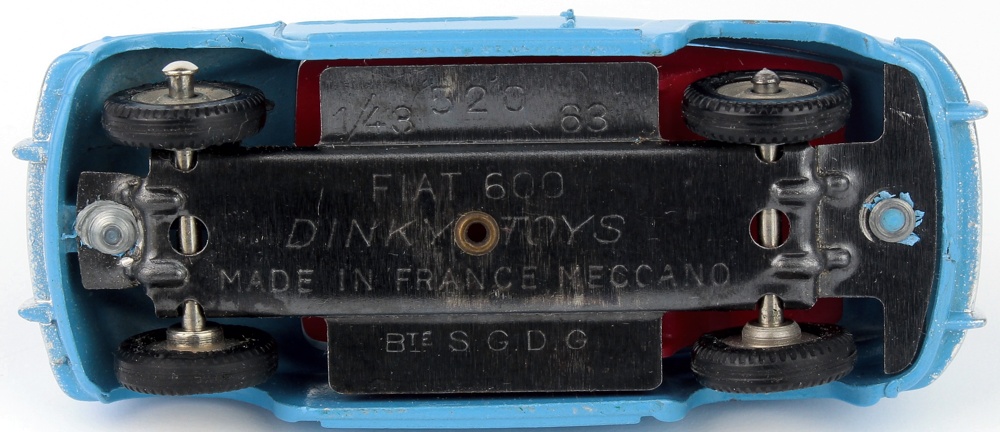 1/43 520 63
FIAT 600
DINKY TOYS
MADE IN FRANCE MECCANO
BTÉ S.G.D.G